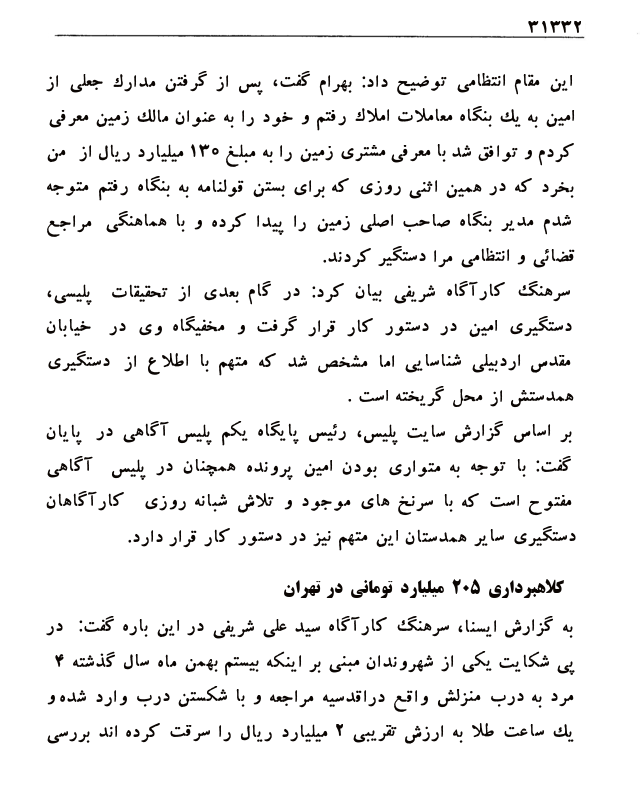 ۳۱۳۳۲
این مقام انتظامی توضیح داد: بهرام گفت، پس از گرفتن مدارک جعلی از
امین به یک بنگاه معاملات املاک رفتم و خود را به عنوان مالک زمین معرفی
کردم و توافق شد با معرفی مشتری زمین را به مبلغ ۱۳۰ میلیارد ریال از من
بخرد که در همین اثنی روزی که برای بستن قولنامه به بنگاه رفتم متوجه
شدم مدیر بنگاه صاحب اصلی زمین را پیدا کرده و با هماهنگی مراجع
قضائی و انتظامی مرا دستگیر کردند.
سرهنگ کارآگاه شریفی بیان کرد: در گام بعدی از تحقیقات پلیسی،
دستگیری امین در دستور کار قرار گرفت و مخفیگاه وی در خیابان
مقدس اردبیلی شناسایی اما مشخص شد که متهم با اطلاع از دستگیری
همدستش از محل گریخته است .
بر اساس گزارش سایت پلیس، رئیس پایگاه یکم پلیس آگاهی در پایان
گفت: با توجه به متواری بودن امین پرونده همچنان در پلیس آگاهی
مفتوح است که با سرنخ های موجود و تلاش شبانه روزی کارآگاهان
دستگیری سایر همدستان این متهم نیز در دستور کار قرار دارد.
کلاهبرداری ۲۰۵ میلیارد تومانی در تهران
به گزارش ایسنا، سرهنگ کارآگاه سید علی شریفی در این باره گفت: در
پی شکایت یکی از شهروندان مبنی بر اینکه بیستم بهمن ماه سال گذشته ۴
مرد به درب منزلش واقع دراقدسیه مراجعه و با شکستن درب وارد شده و
یک ساعت طلا به ارزش تقریبی ۲ میلیارد ریال را سرقت کرده اند بررسی